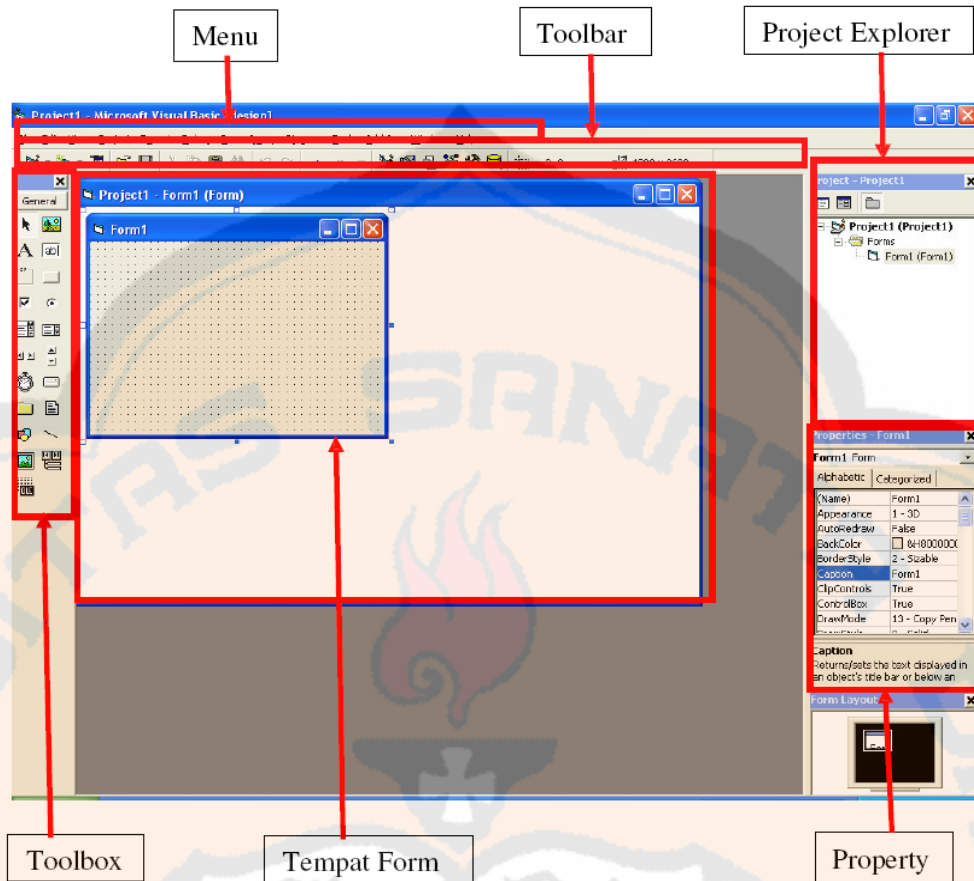 Menu
Toolbar
Project Explorer
Project1 - Microsoft Visual Basic [design]
Project - Project1
General
Project1 - Form1 (Form)
Form1
Project1 (Project1)
Forms
Form1 (Form1)
SANAT
TAS
Properties - Form1
Form1 Form
Alphabetic Categorized
(Name) Form1
Appearance 1 - 3D
AutoRedraw False
BackColor &H8000000
BorderStyle 2 - Sizable
Caption Form1
ClipControls True
ControlBox True
DrawMode 13 - Copy Pen
Caption
Returns/sets the text displayed in
an object's title bar or below an
Form Layout
Toolbox
Tempat Form
Property